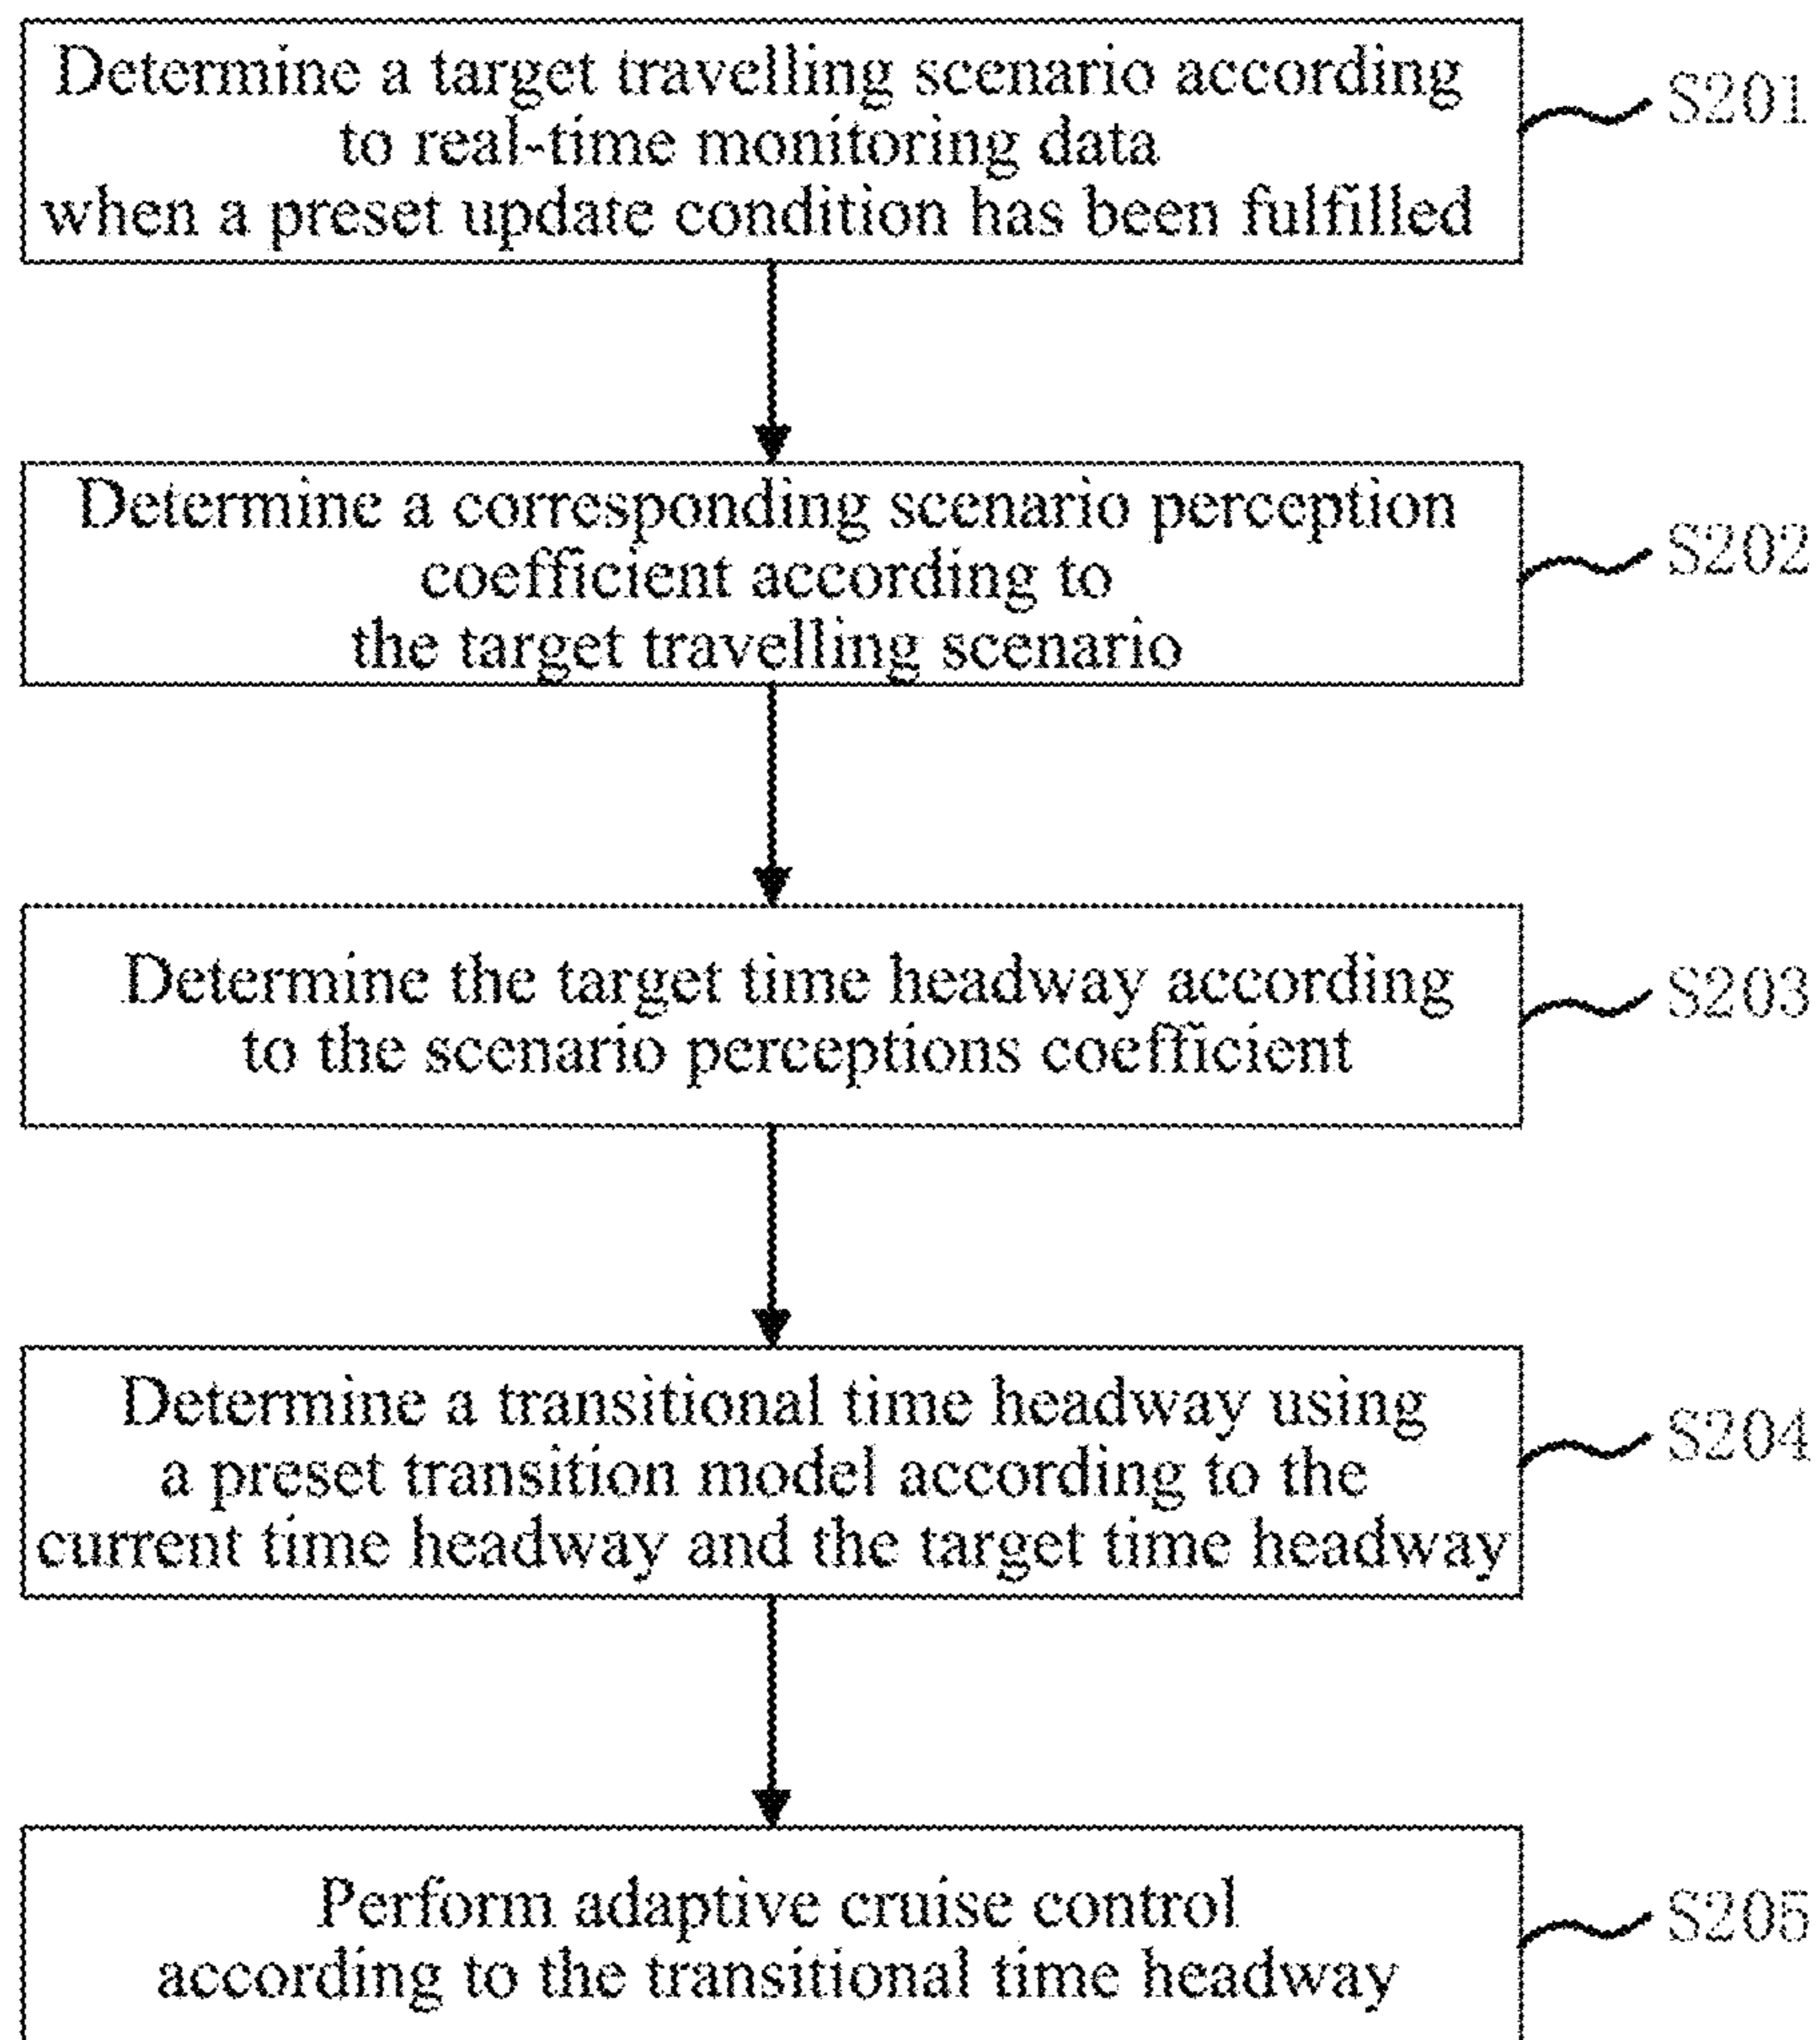 Determine a target travelling scenario according
to real-time monitoring data
when a preset update condition has been fulfilled
S201
Determine a corresponding scenario perception
coefficient according to
the target travelling scenario
S202
Determine the target time headway according
to the scenario perceptions coefficient
S203
Determine a transitional time headway using
a preset transition model according to the
current time headway and the target time headway
S204
Perform adaptive cruise control
according to the transitional time headway
S205